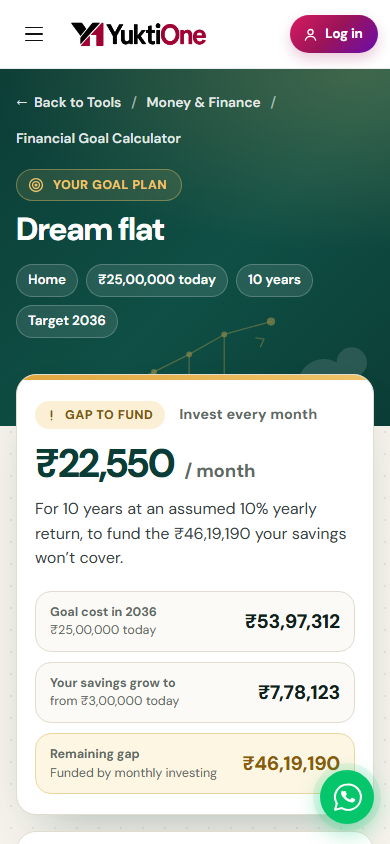 YuktiOne
Log in
← Back to Tools / Money & Finance /
Financial Goal Calculator
YOUR GOAL PLAN
Dream flat
Home
₹25,00,000 today
10 years
Target 2036
! GAP TO FUND
Invest every month
₹22,550 / month
For 10 years at an assumed 10% yearly
return, to fund the ₹46,19,190 your savings
won’t cover.
Goal cost in 2036
₹25,00,000 today
₹53,97,312
Your savings grow to
from ₹3,00,000 today
₹7,78,123
Remaining gap
Funded by monthly investing
₹46,19,190